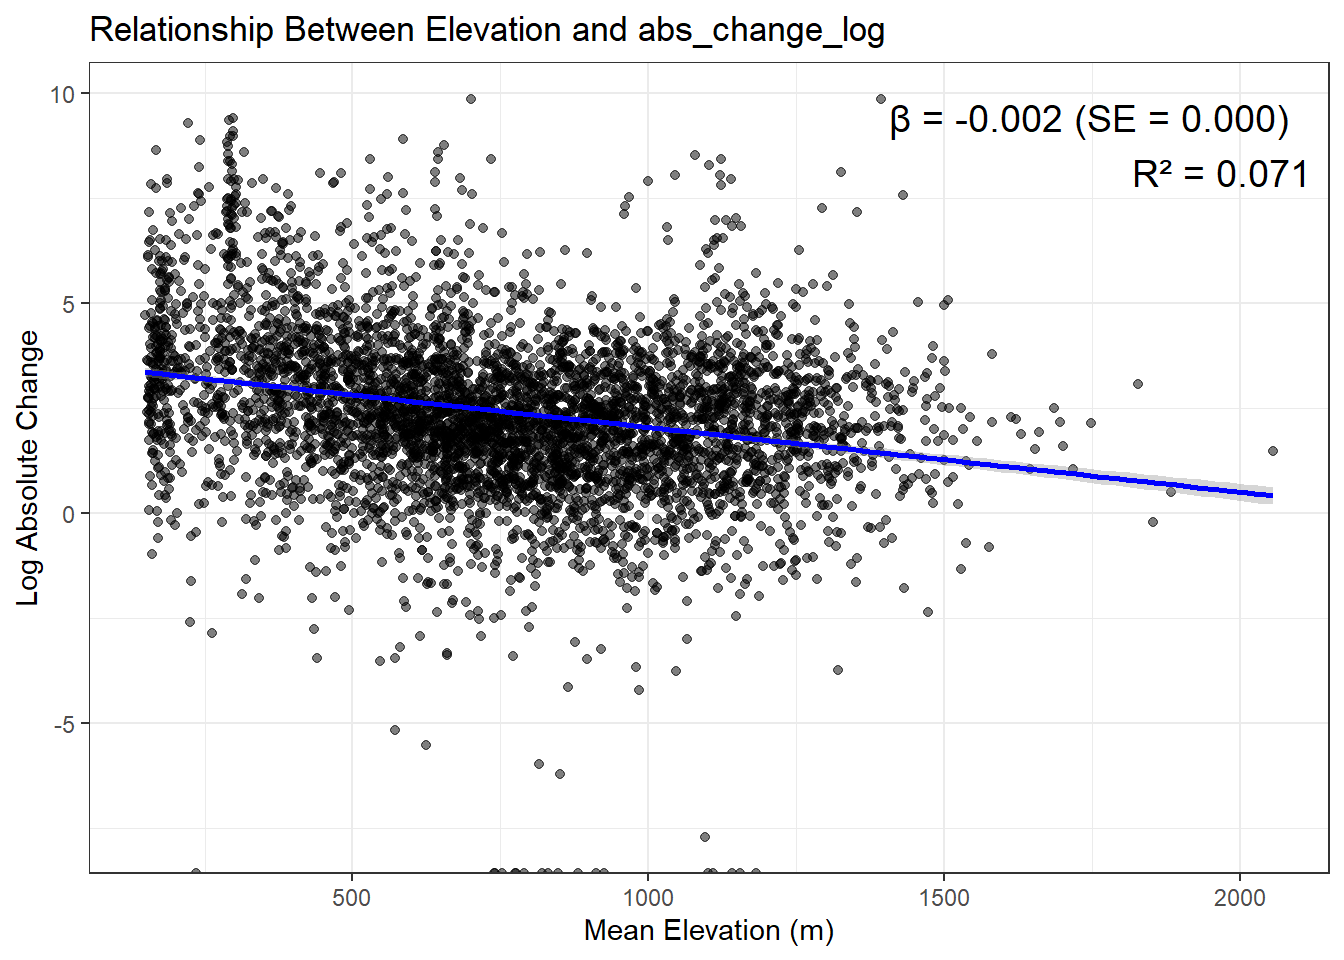 Relationship Between Elevation and abs_change_log
10
β = -0.002 (SE = 0.000)
R² = 0.071
5
0
-5
Log Absolute Change
500 1000 1500 2000
Mean Elevation (m)